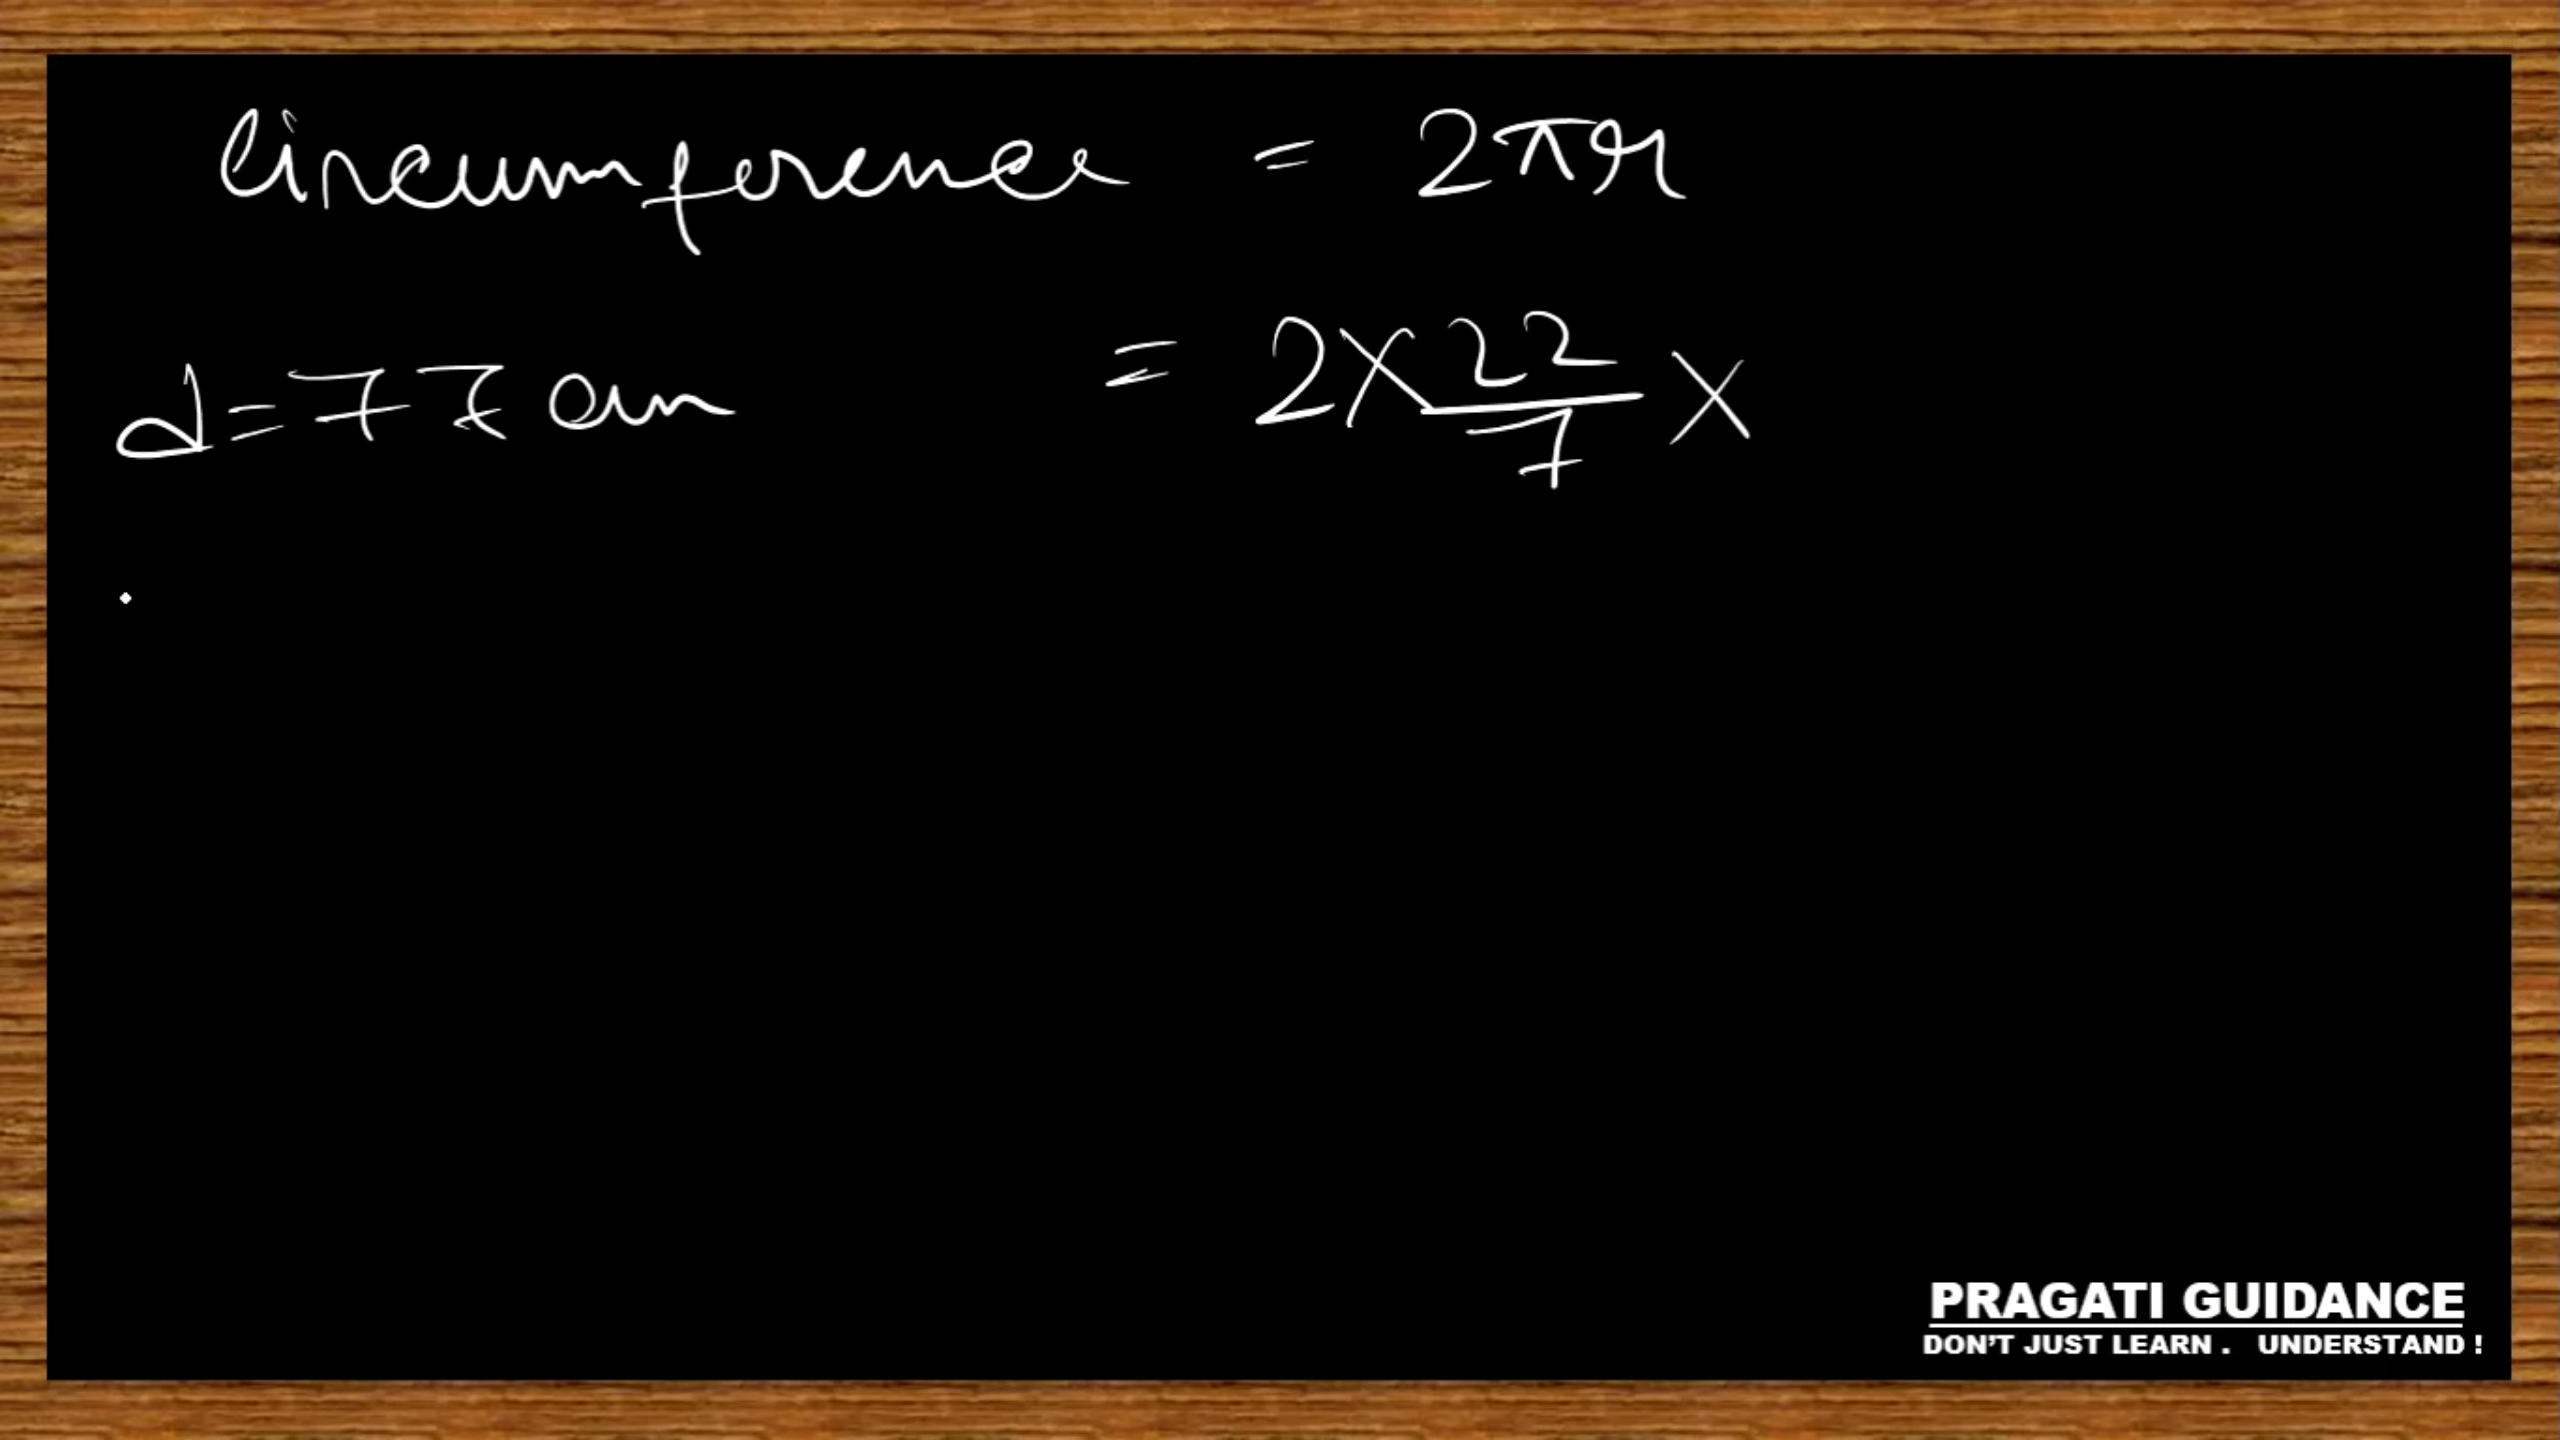 Circumference = 2πr
d = 77 cm = 2 × 22/7 ×
PRAGATI GUIDANCE
DON'T JUST LEARN . UNDERSTAND !